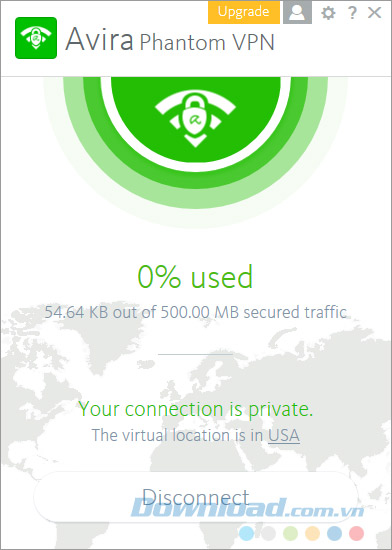 Upgrade
?
Avira Phantom VPN
0% used
54.64 KB out of 500.00 MB secured traffic
Your connection is private.
The virtual location is in USA
Disconnect
Download.com.vn